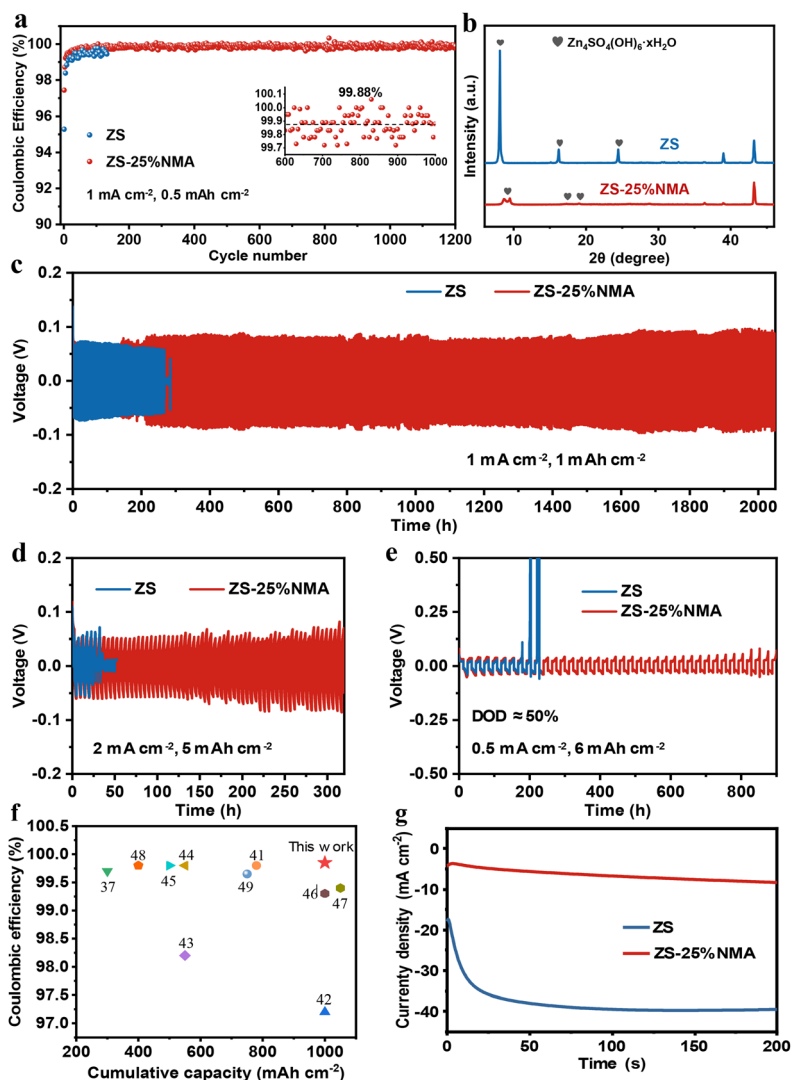 a
Coulombic Efficiency (%)
100
98
96
94
92
90
ZS
ZS-25%NMA
1 mA cm-2, 0.5 mAh cm-2
99.88%
100.1
100.0
99.9
99.8
99.7
600 700 800 900 1000
0 200 400 600 800 1000 1200
Cycle number
b
Intensity (a.u.)
Zn4SO4(OH)6·xH2O
ZS
ZS-25%NMA
10 20 30 40
2θ (degree)
c
Voltage (V)
0.2
0.1
0.0
-0.1
-0.2
ZS ZS-25%NMA
1 mA cm-2, 1 mAh cm-2
0 200 400 600 800 1000 1200 1400 1600 1800 2000
Time (h)
d
Voltage (V)
0.2
0.1
0.0
-0.1
-0.2
ZS ZS-25%NMA
2 mA cm-2, 5 mAh cm-2
0 50 100 150 200 250 300
Time (h)
e
Voltage (V)
0.50
0.25
0.00
-0.25
-0.50
ZS
ZS-25%NMA
DOD ≈ 50%
0.5 mA cm-2, 6 mAh cm-2
0 200 400 600 800
Time (h)
f
Coulombic efficiency (%)
100.5
100.0
99.5
99.0
98.5
98.0
97.5
97.0
This work
48
44
41
37
45
49
46
47
43
42
200 400 600 800 1000
Cumulative capacity (mAh cm-2)
g
Currenty density (mA cm-2)
0
-10
-20
-30
-40
ZS
ZS-25%NMA
0 50 100 150 200
Time (s)